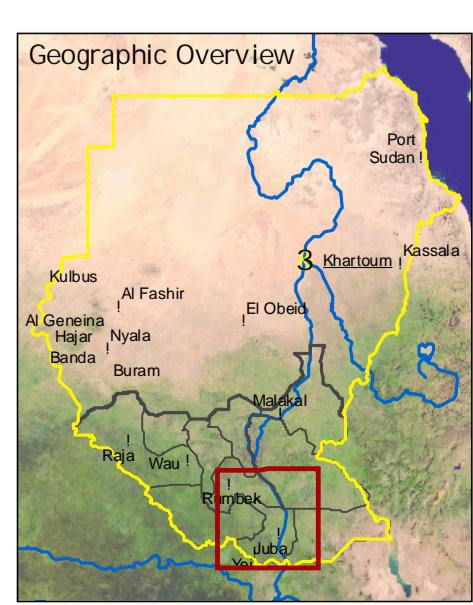 Geographic Overview
Port
Sudan !
3 Khartoum ! Kassala
Kulbus
Al Fashir
!
El Obeid
!
Al Geneina
Hajar
Nyala
!
Banda
Buram
Malakal
!
!
Raja
Wau !
!
Rumbek
!
Juba
Yei